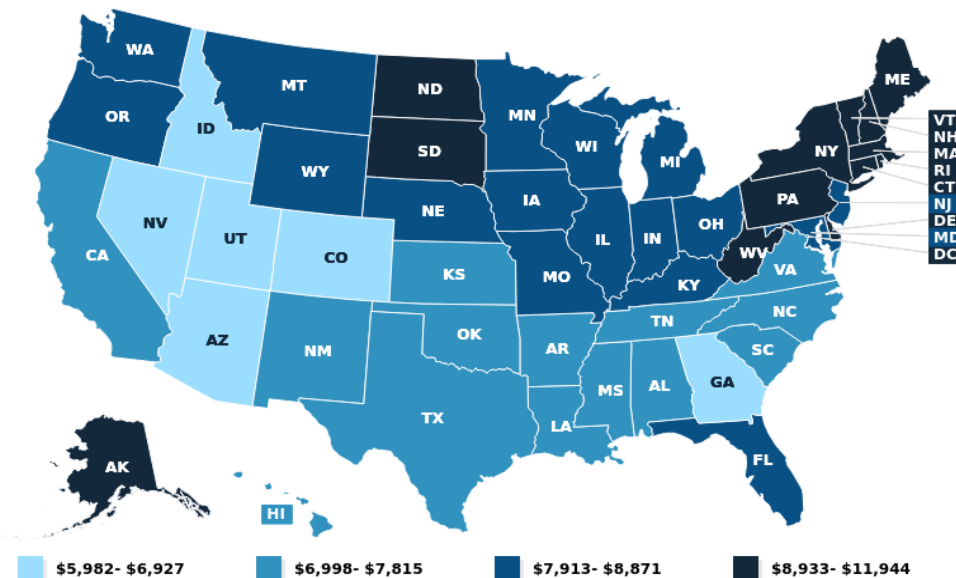 WA
MT
ND
ME
OR
MN
ID
SD
WI
NY
MI
WY
VT
NH
MA
RI
CT
NJ
DE
MD
DC
NE
IA
PA
NV
UT
CO
IL
IN
OH
WV
CA
KS
MO
KY
VA
AZ
NM
OK
AR
TN
NC
SC
MS
AL
GA
TX
LA
FL
AK
HI
$5,982- $6,927
$6,998- $7,815
$7,913- $8,871
$8,933- $11,944